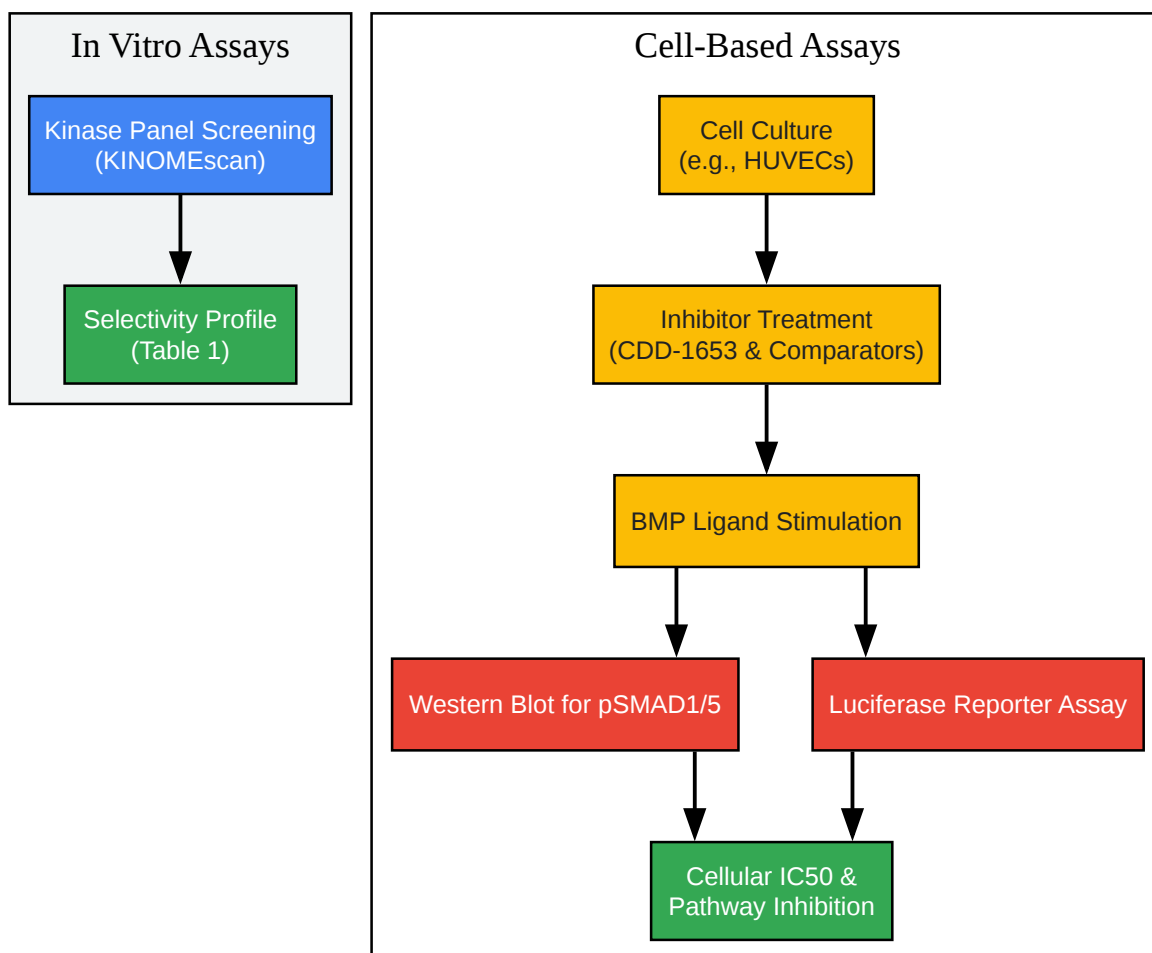 In Vitro Assays
Kinase Panel Screening
(KINOMEscan)
Selectivity Profile
(Table 1)
Cell-Based Assays
Cell Culture
(e.g., HUVECs)
Inhibitor Treatment
(CDD-1653 & Comparators)
BMP Ligand Stimulation
Western Blot for pSMAD1/5
Luciferase Reporter Assay
Cellular IC50 &
Pathway Inhibition